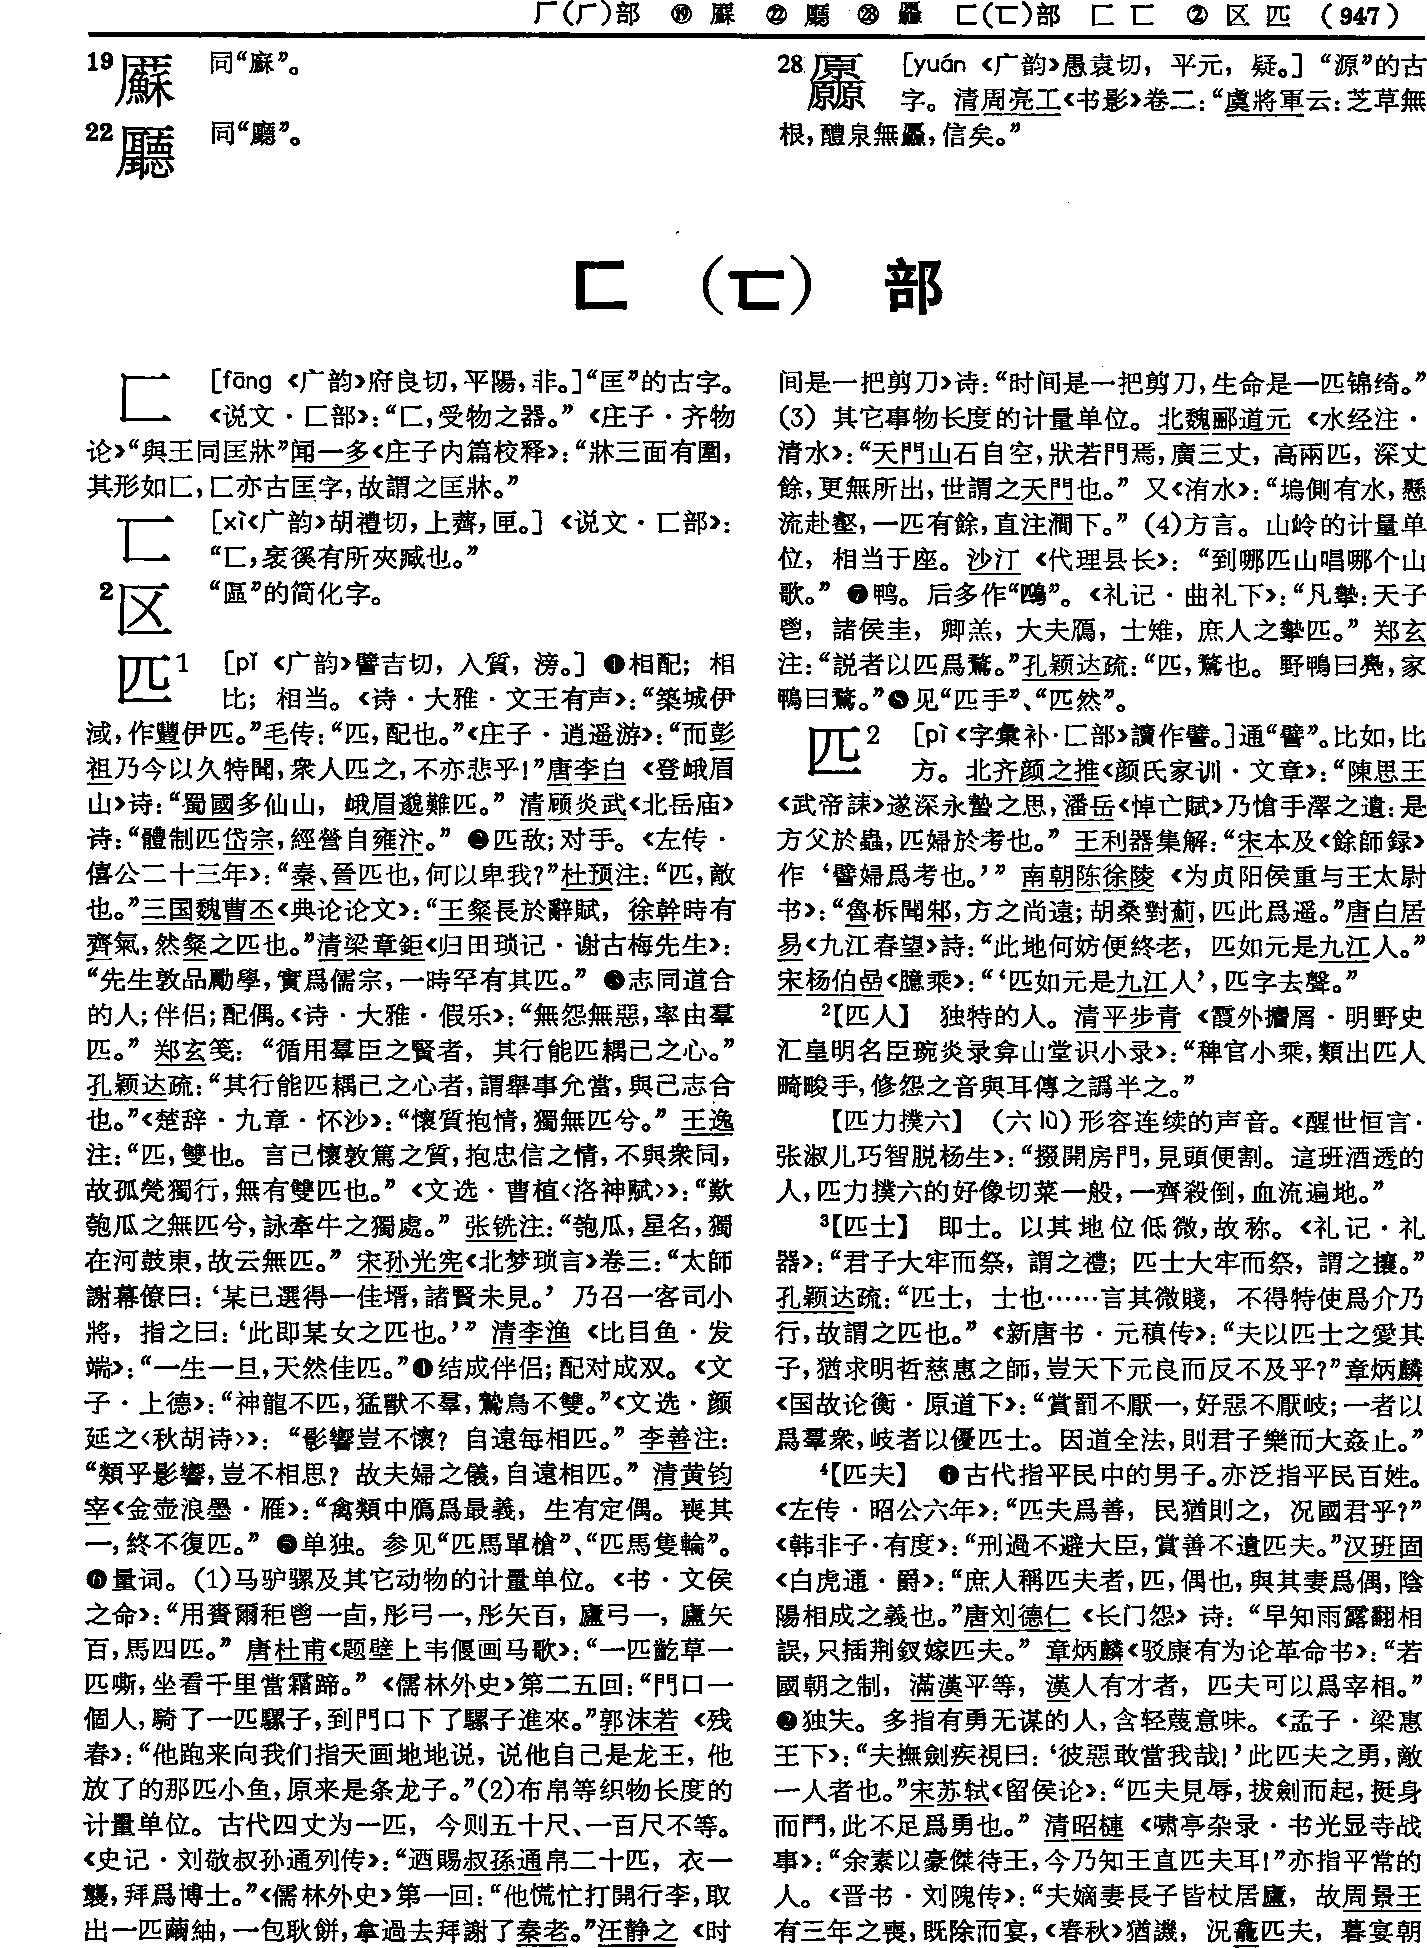 厂(⺁)部 ⑲ 𠫊 ㉒ 廳 ㉘ 厵 匚(匸)部 匚 匸 ② 区 匹 (947)
19 同“廯”。
22 同“廳”。
28 厵 [yuán《广韵》愚袁切，平元，疑。] “源”的古
字。清周亮工《书影》卷二：“虞將軍云：芝草無
根，醴泉無厵，信矣。”
匚（匸）部
匚 [fāng《广韵》府良切，平陽，非。]“匡”的古字。
《说文·匚部》：“匚，受物之器。”《庄子·齐物
论》“與王同匡牀”闻一多《庄子内篇校释》：“牀三面有圍，
其形如匚，匚亦古匡字，故謂之匡牀。”
匸 [xì《广韵》胡禮切，上薺，匣。]《说文·匸部》：
“匸，衺徯有所夾臧也。”
2 区 “區”的简化字。
匹1 [pǐ《广韵》譬吉切，入質，滂。] ❶相配；相
比；相当。《诗·大雅·文王有声》：“築城伊
淢，作豐伊匹。”毛传：“匹，配也。”《庄子·逍遥游》：“而彭
祖乃今以久特聞，衆人匹之，不亦悲乎！”唐李白《登峨眉
山》诗：“蜀國多仙山，峨眉邈難匹。”清顾炎武《北岳庙》
诗：“體制匹岱宗，經營自雍汴。” ❷匹敌；对手。《左传·
僖公二十三年》：“秦、晉匹也，何以卑我？”杜预注：“匹，敵
也。”三国魏曹丕《典论论文》：“王粲長於辭賦，徐幹時有
齊氣，然粲之匹也。”清梁章鉅《归田琐记·谢古梅先生》：
“先生敦品勵學，實爲儒宗，一時罕有其匹。” ❸志同道合
的人；伴侣；配偶。《诗·大雅·假乐》：“無怨無惡，率由羣
匹。”郑玄笺：“循用羣臣之賢者，其行能匹耦己之心。”
孔颖达疏：“其行能匹耦己之心者，謂舉事允當，與己志合
也。”《楚辞·九章·怀沙》：“懷質抱情，獨無匹兮。”王逸
注：“匹，雙也。言己懷敦篤之質，抱忠信之情，不與衆同，
故孤煢獨行，無有雙匹也。”《文选·曹植〈洛神賦〉》：“歎
匏瓜之無匹兮，詠牽牛之獨處。”张铣注：“匏瓜，星名，獨
在河鼓東，故云無匹。”宋孙光宪《北梦琐言》卷三：“太師
謝幕僚曰：‘某已選得一佳壻，諸賢未見。’乃召一客司小
將，指之曰：‘此即某女之匹也。’”清李渔《比目鱼·发
端》：“一生一旦，天然佳匹。”❹结成伴侣；配对成双。《文
子·上德》：“神龍不匹，猛獸不羣，鷙鳥不雙。”《文选·颜
延之〈秋胡诗〉》：“影響豈不懷？自遠每相匹。”李善注：
“類乎影響，豈不相思？故夫婦之儀，自遠相匹。”清黄钧
宰《金壶浪墨·雁》：“禽類中鴈爲最義，生有定偶。喪其
一，終不復匹。” ❺单独。参见“匹馬單槍”、“匹馬隻輪”。
❻量词。(1)马驴骡及其它动物的计量单位。《书·文侯
之命》：“用賚爾秬鬯一卣，彤弓一，彤矢百，盧弓一，盧矢
百，馬四匹。”唐杜甫《题壁上韦偃画马歌》：“一匹齕草一
匹嘶，坐看千里當霜蹄。”《儒林外史》第二五回：“門口一
個人，騎了一匹騾子，到門口下了騾子進來。”郭沫若《残
春》：“他跑来向我们指天画地地说，说他自己是龙王，他
放了的那匹小鱼，原来是条龙子。”(2)布帛等织物长度的
计量单位。古代四丈为一匹，今则五十尺、一百尺不等。
《史记·刘敬叔孙通列传》：“迺賜叔孫通帛二十匹，衣一
襲，拜爲博士。”《儒林外史》第一回：“他慌忙打開行李，取
出一匹繭紬，一包耿餅，拿過去拜謝了秦老。”汪静之《时
间是一把剪刀》诗：“时间是一把剪刀，生命是一匹锦绮。”
(3) 其它事物长度的计量单位。北魏郦道元《水经注·
清水》：“天門山石自空，狀若門焉，廣三丈，高兩匹，深丈
餘，更無所出，世謂之天門也。”又《洧水》：“塢側有水，懸
流赴壑，一匹有餘，直注澗下。”(4)方言。山岭的计量单
位，相当于座。沙汀《代理县长》：“到哪匹山唱哪个山
歌。” ❼鸭。后多作“鴄”。《礼记·曲礼下》：“凡摯：天子
鬯，諸侯圭，卿羔，大夫鴈，士雉，庶人之摯匹。”郑玄
注：“説者以匹爲鶩。”孔颖达疏：“匹，鶩也。野鴨曰鳧，家
鴨曰鶩。”❽见“匹手”、“匹然”。
匹2 [pì《字彙补·匚部》讀作譬。]通“譬”。比如，比
方。北齐颜之推《颜氏家训·文章》：“陳思王
《武帝誄》遂深永蟄之思，潘岳《悼亡賦》乃愴手澤之遺：是
方父於蟲，匹婦於考也。”王利器集解：“宋本及《餘師録》
作‘譬婦爲考也。’”南朝陈徐陵《为贞阳侯重与王太尉
书》：“魯柝聞邾，方之尚遠；胡桑對薊，匹此爲遥。”唐白居
易《九江春望》詩：“此地何妨便終老，匹如元是九江人。”
宋杨伯嵒《臆乘》：“‘匹如元是九江人’，匹字去聲。”
2【匹人】 独特的人。清平步青《霞外攟屑·明野史
汇皇明名臣琬炎录弇山堂识小录》：“稗官小乘，類出匹人
畸畯手，修怨之音與耳傳之譌半之。”
【匹力撲六】 （六 lù）形容连续的声音。《醒世恒言·
张淑儿巧智脱杨生》：“掇開房門，見頭便割。這班酒透的
人，匹力撲六的好像切菜一般，一齊殺倒，血流遍地。”
3【匹士】 即士。以其地位低微，故称。《礼记·礼
器》：“君子大牢而祭，謂之禮；匹士大牢而祭，謂之攘。”
孔颖达疏：“匹士，士也……言其微賤，不得特使爲介乃
行，故謂之匹也。”《新唐书·元稹传》：“夫以匹士之愛其
子，猶求明哲慈惠之師，豈天下元良而反不及乎？”章炳麟
《国故论衡·原道下》：“賞罰不厭一，好惡不厭岐；一者以
爲羣衆，岐者以優匹士。因道全法，則君子樂而大姦止。”
4【匹夫】 ❶古代指平民中的男子。亦泛指平民百姓。
《左传·昭公六年》：“匹夫爲善，民猶則之，况國君乎？”
《韩非子·有度》：“刑過不避大臣，賞善不遺匹夫。”汉班固
《白虎通·爵》：“庶人稱匹夫者，匹，偶也，與其妻爲偶，陰
陽相成之義也。”唐刘德仁《长门怨》诗：“早知雨露翻相
誤，只插荆釵嫁匹夫。”章炳麟《驳康有为论革命书》：“若
國朝之制，滿漢平等，漢人有才者，匹夫可以爲宰相。”
❷独夫。多指有勇无谋的人，含轻蔑意味。《孟子·梁惠
王下》：“夫撫劍疾視曰：‘彼惡敢當我哉！’此匹夫之勇，敵
一人者也。”宋苏轼《留侯论》：“匹夫見辱，拔劍而起，挺身
而鬥，此不足爲勇也。”清昭槤《啸亭杂录·书光显寺战
事》：“余素以豪傑待王，今乃知王直匹夫耳！”亦指平常的
人。《晋书·刘隗传》：“夫嫡妻長子皆杖居廬，故周景王
有三年之喪，既除而宴，《春秋》猶譏，況龕匹夫，暮宴朝